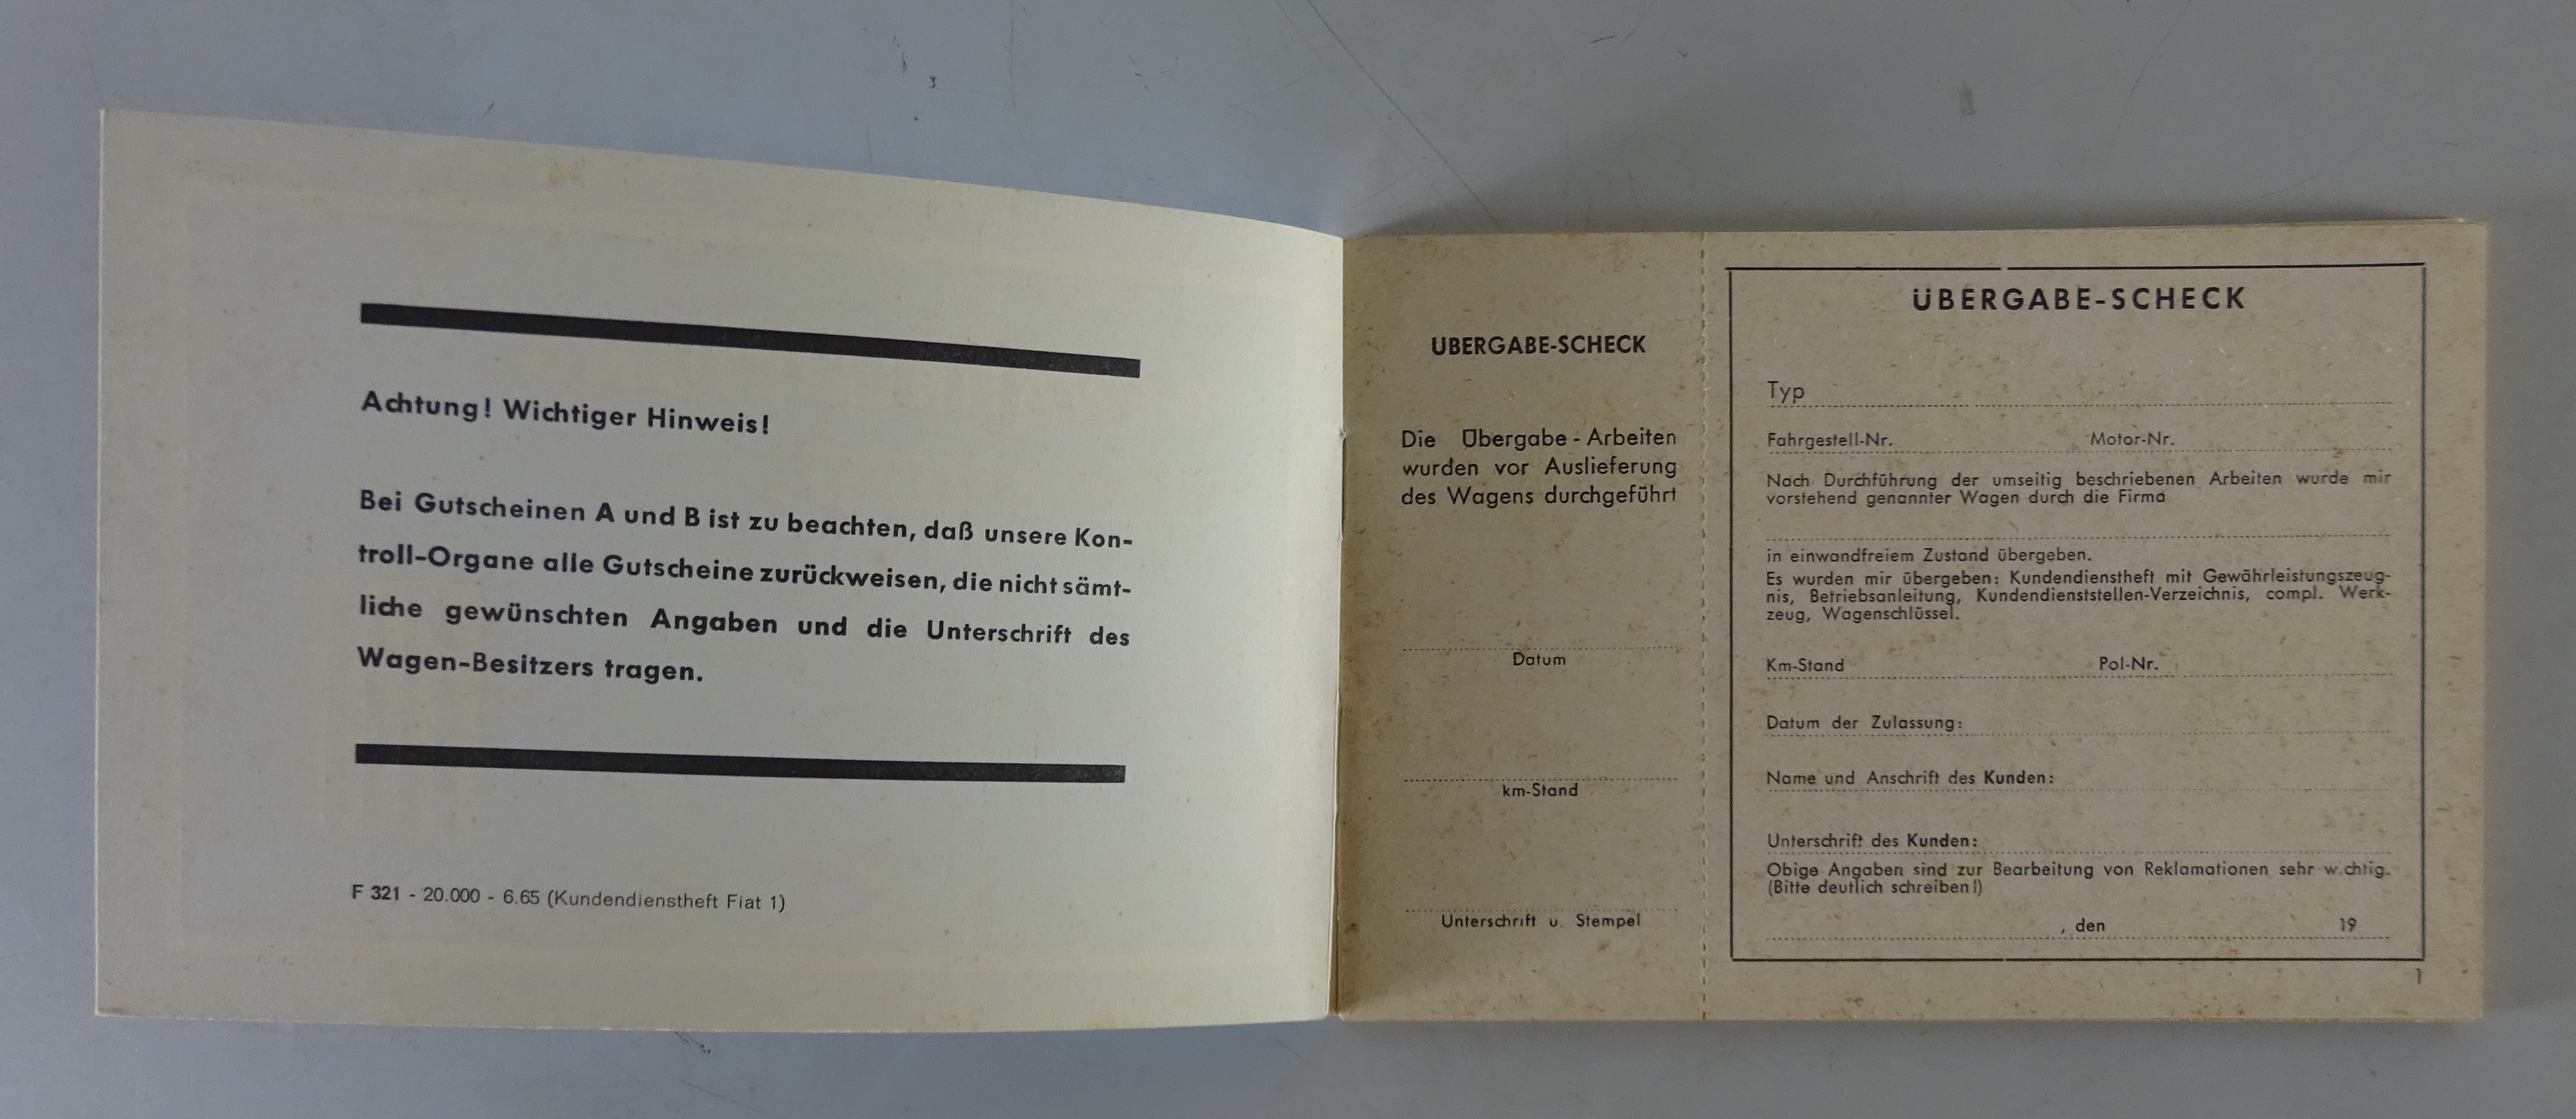 Achtung! Wichtiger Hinweis!
Bei Gutscheinen A und B ist zu beachten, daß unsere Kon-
troll-Organe alle Gutscheine zurückweisen, die nicht sämt-
liche gewünschten Angaben und die Unterschrift des
Wagen-Besitzers tragen.
F 321 - 20.000 - 6.65 (Kundendienstheft Fiat 1)
UBERGABE-SCHECK
Die Übergabe-Arbeiten
wurden vor Auslieferung
des Wagens durchgeführt
Datum
km-Stand
Unterschrift u. Stempel
ÜBERGABE-SCHECK
Typ
Fahrgestell-Nr. Motor-Nr.
Nach Durchführung der umseitig beschriebenen Arbeiten wurde mir
vorstehend genannter Wagen durch die Firma
in einwandfreiem Zustand übergeben.
Es wurden mir übergeben: Kundendienstheft mit Gewährleistungszeug-
nis, Betriebsanleitung, Kundendienststellen-Verzeichnis, compl. Werk-
zeug, Wagenschlüssel.
Km-Stand Pol-Nr.
Datum der Zulassung:
Name und Anschrift des Kunden:
Unterschrift des Kunden:
Obige Angaben sind zur Bearbeitung von Reklamationen sehr w.chtig.
(Bitte deutlich schreiben!)
, den 19
1